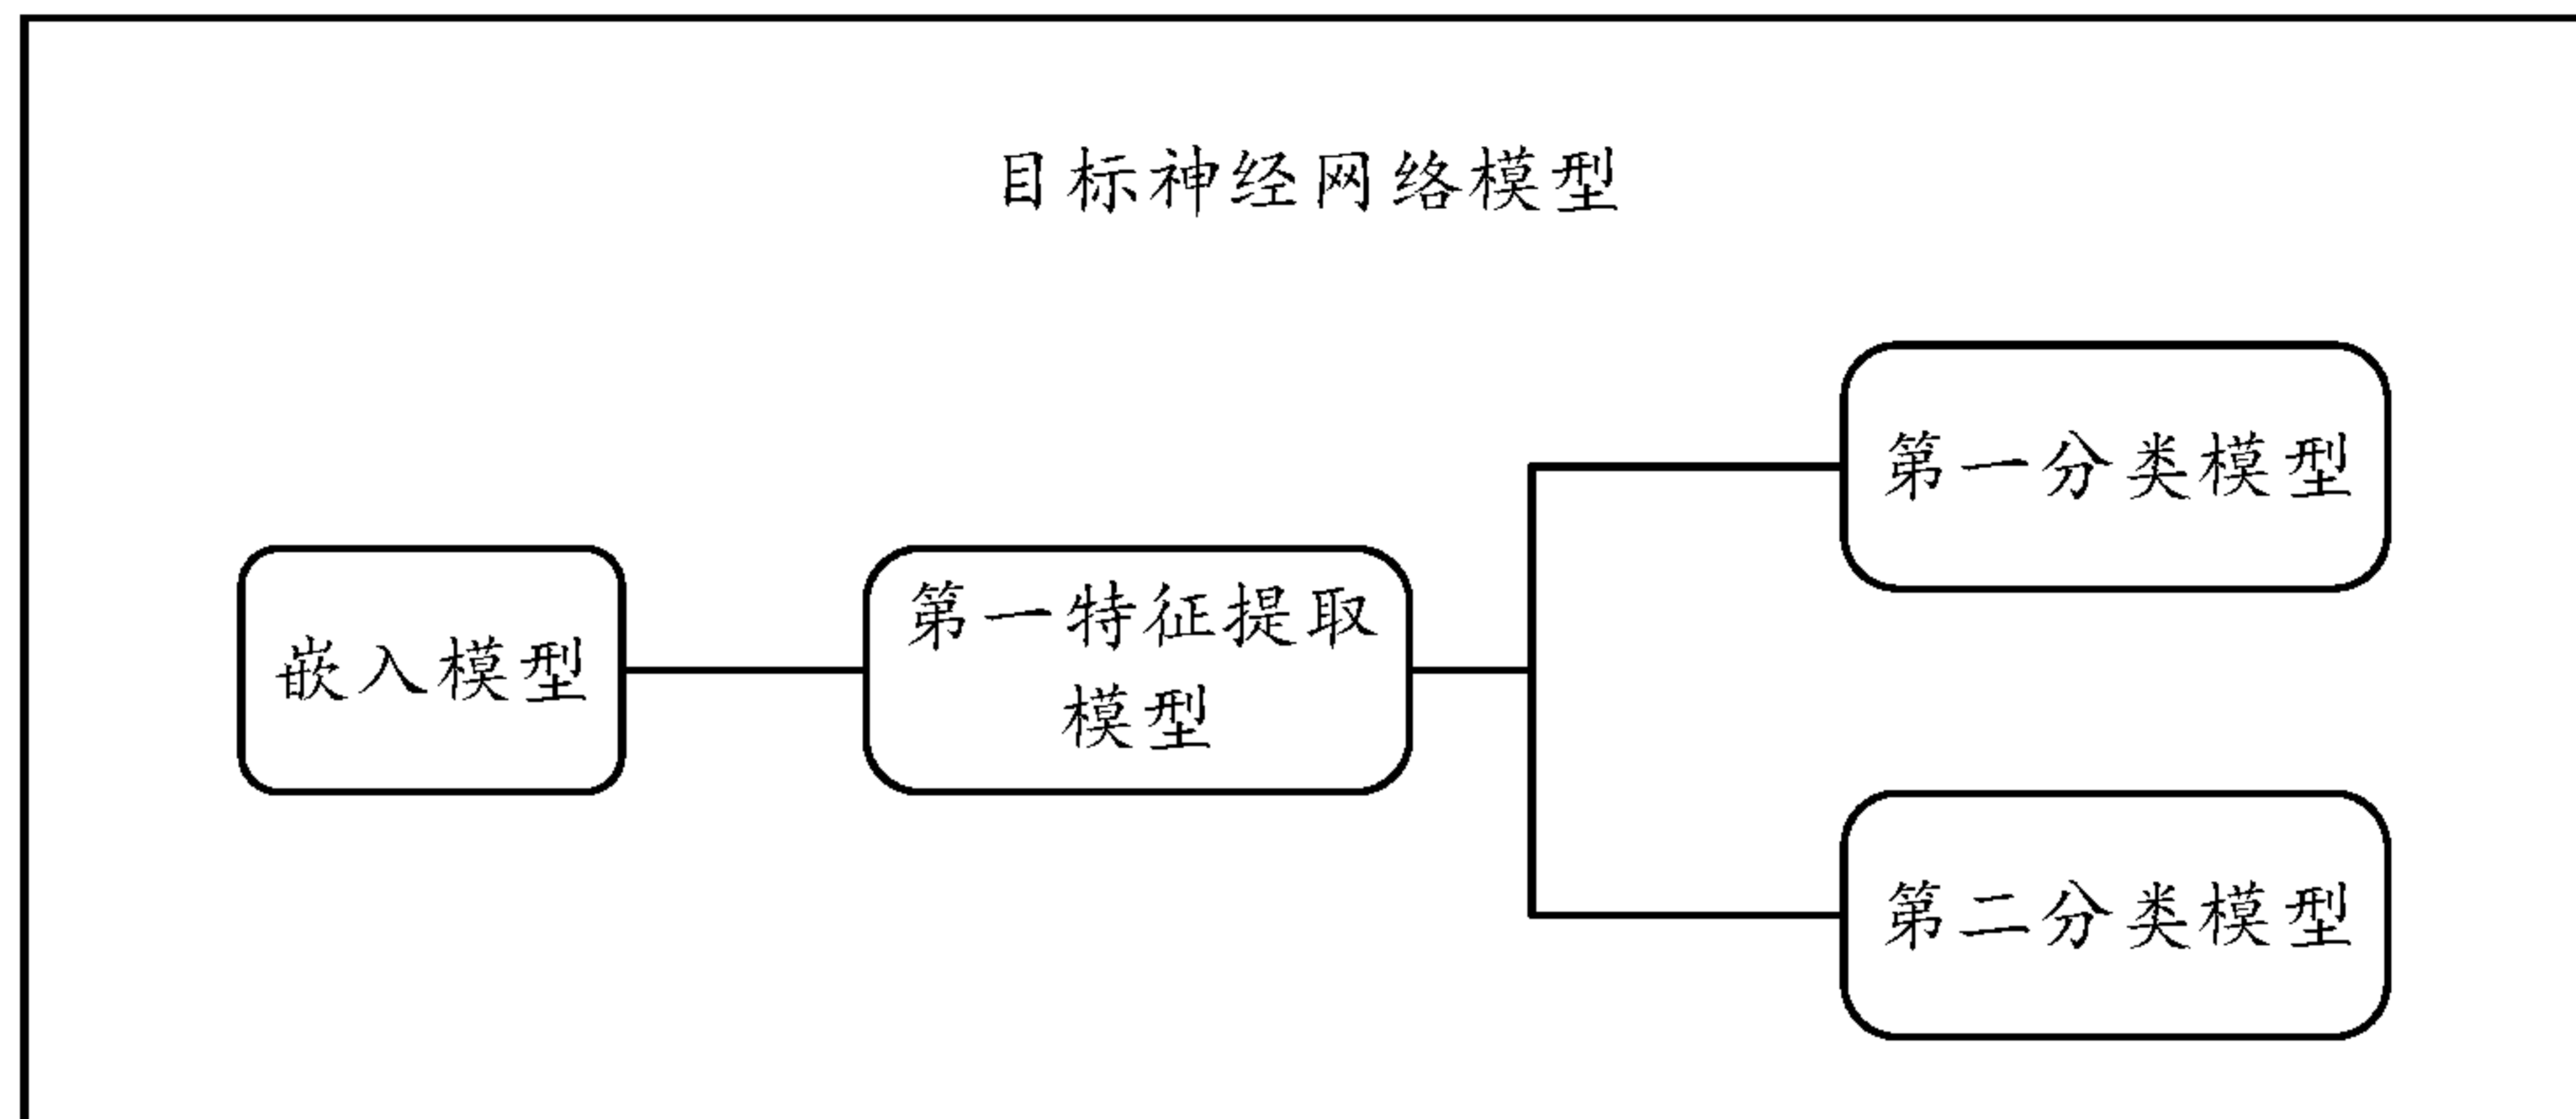 目标神经网络模型
嵌入模型
第一特征提取
模型
第一分类模型
第二分类模型